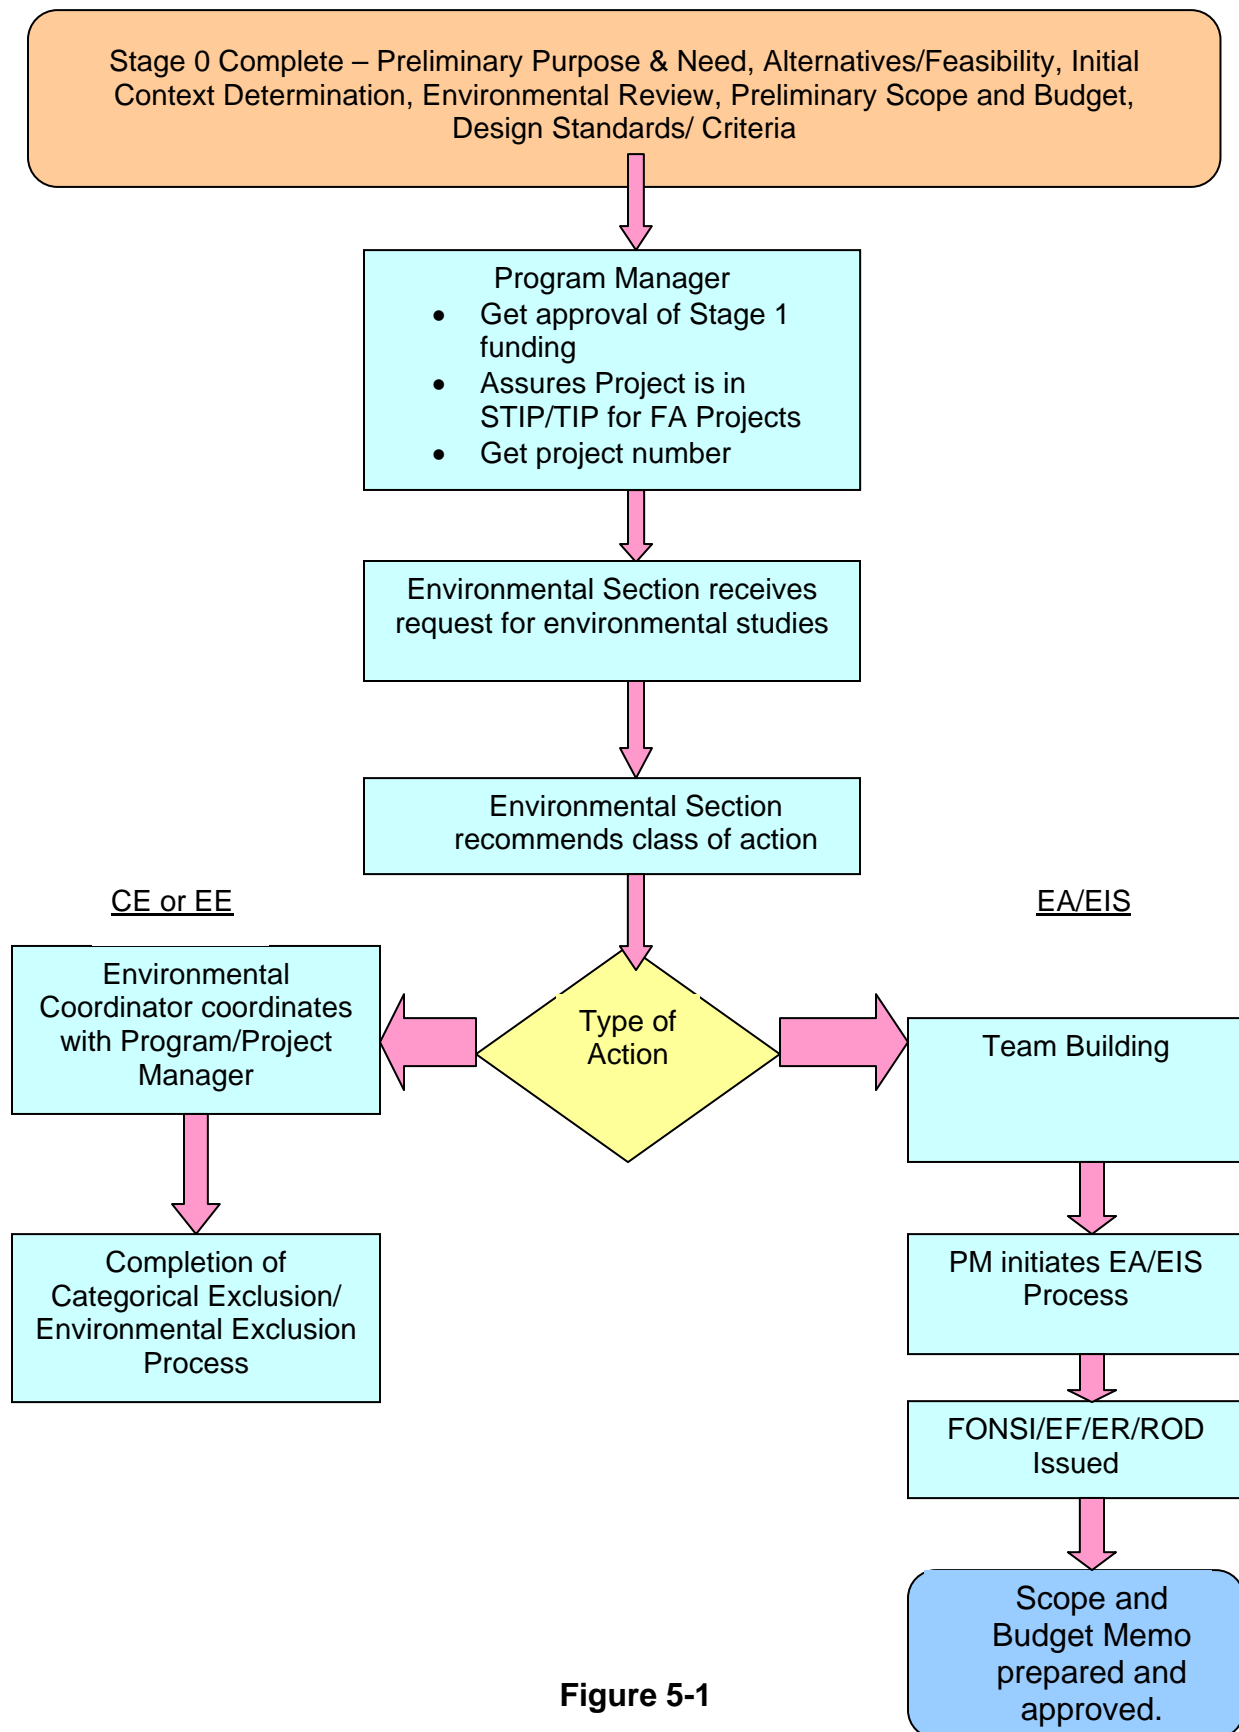 Stage 0 Complete – Preliminary Purpose & Need, Alternatives/Feasibility, Initial
Context Determination, Environmental Review, Preliminary Scope and Budget,
Design Standards/ Criteria
Program Manager
• Get approval of Stage 1
funding
• Assures Project is in
STIP/TIP for FA Projects
• Get project number
Environmental Section receives
request for environmental studies
Environmental Section
recommends class of action
CE or EE
EA/EIS
Environmental
Coordinator coordinates
with Program/Project
Manager
Type of
Action
Team Building
Completion of
Categorical Exclusion/
Environmental Exclusion
Process
PM initiates EA/EIS
Process
FONSI/EF/ER/ROD
Issued
Scope and
Budget Memo
prepared and
approved.
Figure 5-1